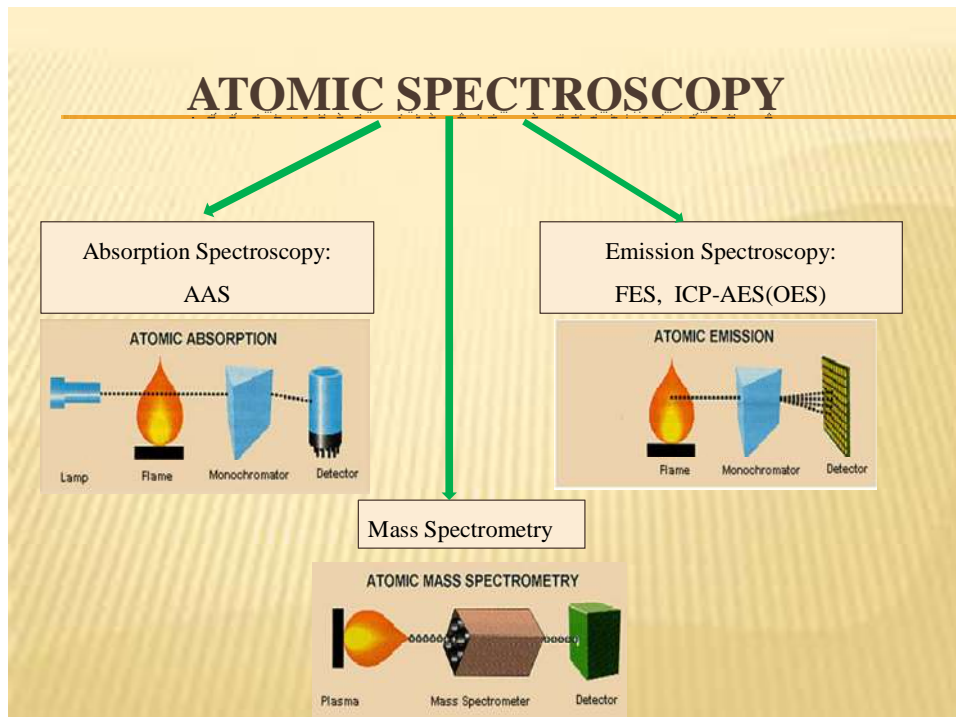 ATOMIC SPECTROSCOPY
Absorption Spectroscopy:
AAS
Emission Spectroscopy:
FES, ICP-AES(OES)
ATOMIC ABSORPTION
Lamp Flame Monochromator Detector
ATOMIC EMISSION
Flame Monochromator Detector
Mass Spectrometry
ATOMIC MASS SPECTROMETRY
Plasma Mass Spectrometer Detector